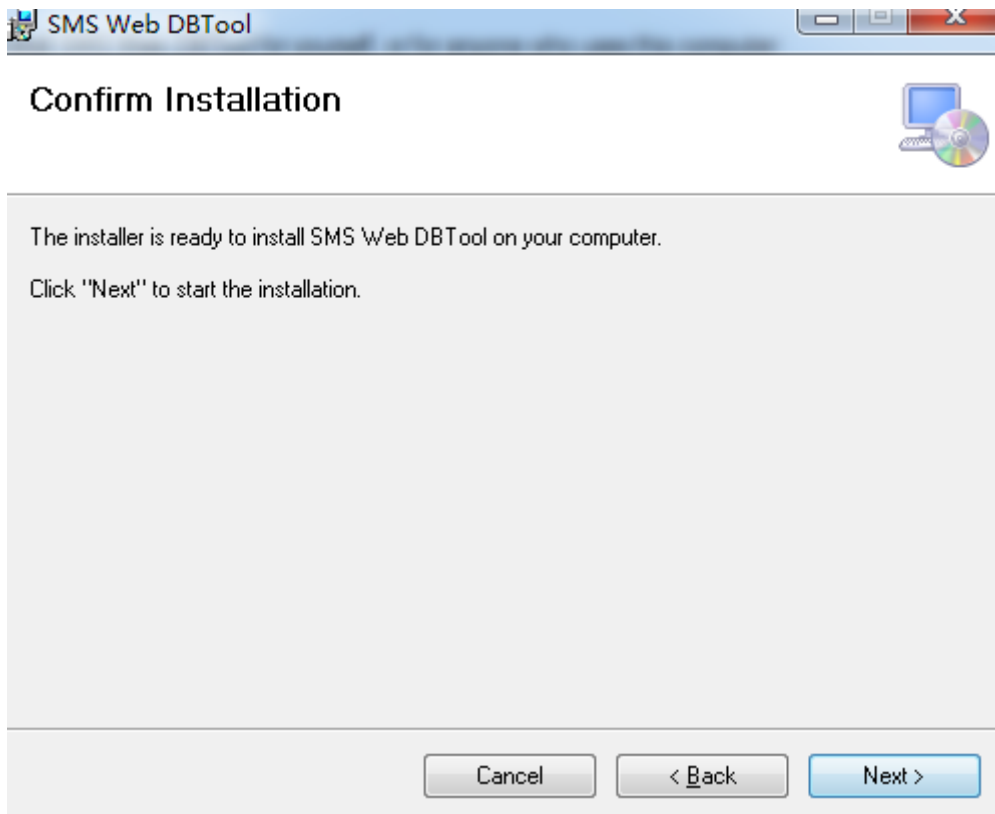 SMS Web DBTool
Confirm Installation
The installer is ready to install SMS Web DBTool on your computer.
Click "Next" to start the installation.
Cancel
< Back
Next >